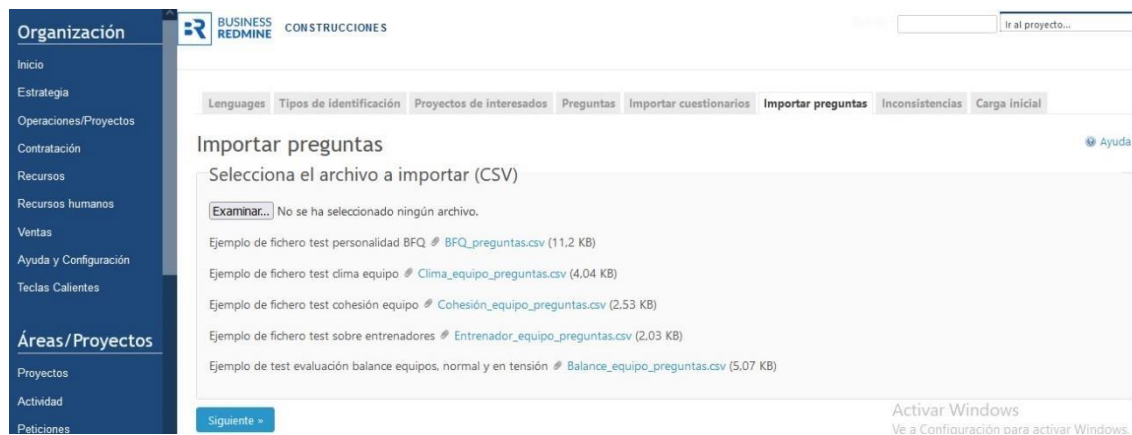 Organización
Inicio
Estrategia
Operaciones/Proyectos
Contratación
Recursos
Recursos humanos
Ventas
Ayuda y Configuración
Teclas Calientes
Áreas/Proyectos
Proyectos
Actividad
Peticiones
BUSINESS
REDMINE
CONSTRUCCIONES
Ir al proyecto...
Lenguages Tipos de identificación Proyectos de interesados Preguntas Importar cuestionarios Importar preguntas Inconsistencias Carga inicial
Importar preguntas
Ayuda
Selecciona el archivo a importar (CSV)
Examinar... No se ha seleccionado ningún archivo.
Ejemplo de fichero test personalidad BFQ BFQ_preguntas.csv (11,2 KB)
Ejemplo de fichero test clima equipo Clima_equipo_preguntas.csv (4,04 KB)
Ejemplo de fichero test cohesión equipo Cohesión_equipo_preguntas.csv (2,53 KB)
Ejemplo de fichero test sobre entrenadores Entrenador_equipo_preguntas.csv (2,03 KB)
Ejemplo de test evaluación balance equipos, normal y en tensión Balance_equipo_preguntas.csv (5,07 KB)
Siguiente »
Activar Windows
Ve a Configuración para activar Windows.